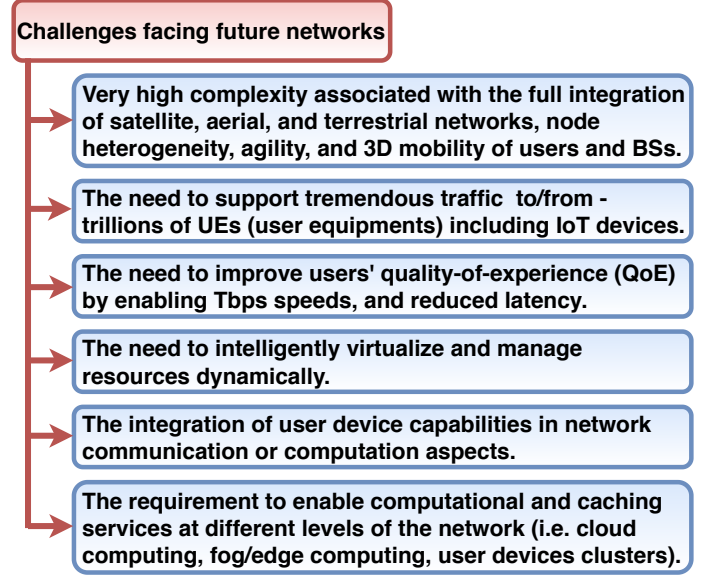 Challenges facing future networks
Very high complexity associated with the full integration
of satellite, aerial, and terrestrial networks, node
heterogeneity, agility, and 3D mobility of users and BSs.
The need to support tremendous traffic to/from -
trillions of UEs (user equipments) including IoT devices.
The need to improve users' quality-of-experience (QoE)
by enabling Tbps speeds, and reduced latency.
The need to intelligently virtualize and manage
resources dynamically.
The integration of user device capabilities in network
communication or computation aspects.
The requirement to enable computational and caching
services at different levels of the network (i.e. cloud
computing, fog/edge computing, user devices clusters).